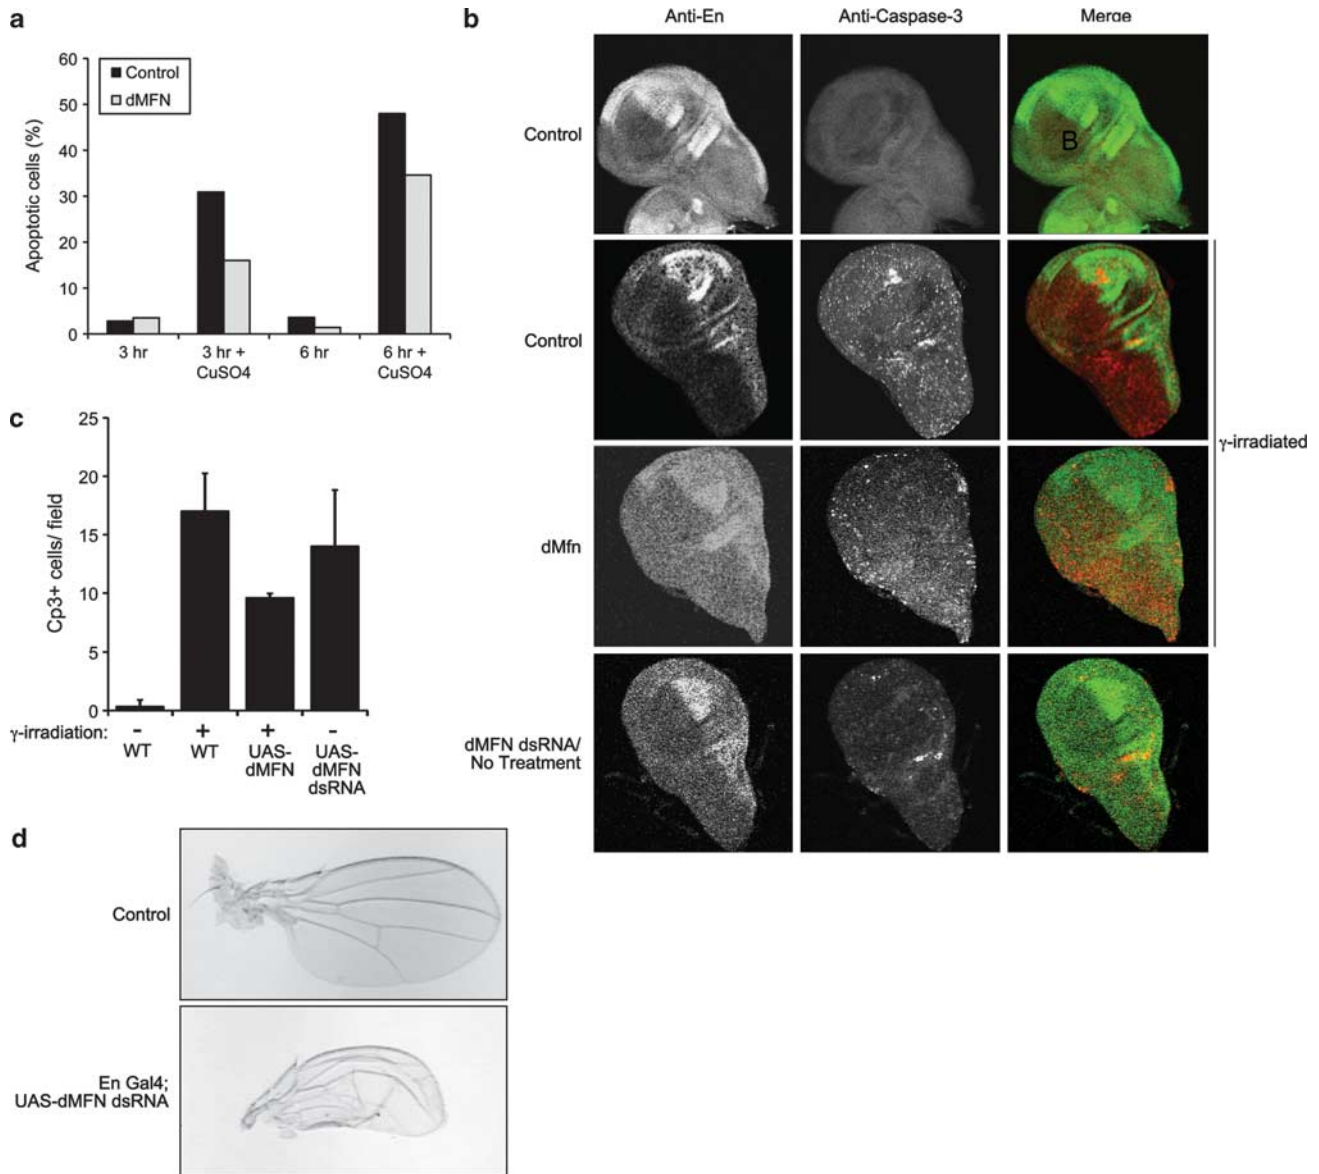 a
60
50
40
30
20
10
0
Apoptotic cells (%)
Control
dMFN
3 hr
3 hr +
CuSO4
6 hr
6 hr +
CuSO4
b
Anti-En
Anti-Caspase-3
Merge
Control
B
Control
dMfn
γ-irradiated
dMFN dsRNA/
No Treatment
c
25
20
15
10
5
0
Cp3+ cells/ field
γ-irradiation:
-
+
+
-
WT
WT
UAS-
dMFN
UAS-
dMFN
dsRNA
d
Control
En Gal4;
UAS-dMFN dsRNA